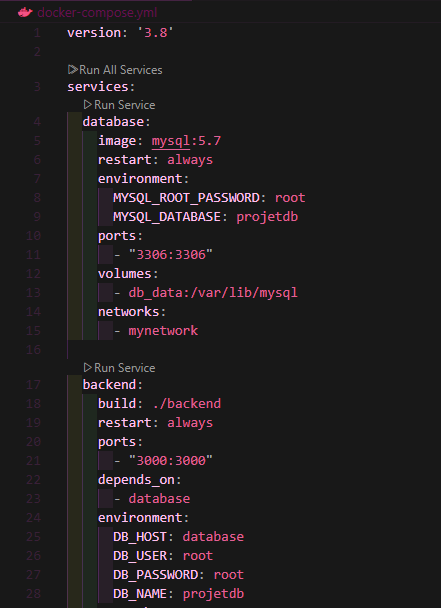 docker-compose.yml
1 version: '3.8'
2
Run All Services
3 services:
Run Service
4 database:
5 image: mysql:5.7
6 restart: always
7 environment:
8 MYSQL_ROOT_PASSWORD: root
9 MYSQL_DATABASE: projetdb
10 ports:
11 - "3306:3306"
12 volumes:
13 - db_data:/var/lib/mysql
14 networks:
15 - mynetwork
16
Run Service
17 backend:
18 build: ./backend
19 restart: always
20 ports:
21 - "3000:3000"
22 depends_on:
23 - database
24 environment:
25 DB_HOST: database
26 DB_USER: root
27 DB_PASSWORD: root
28 DB_NAME: projetdb